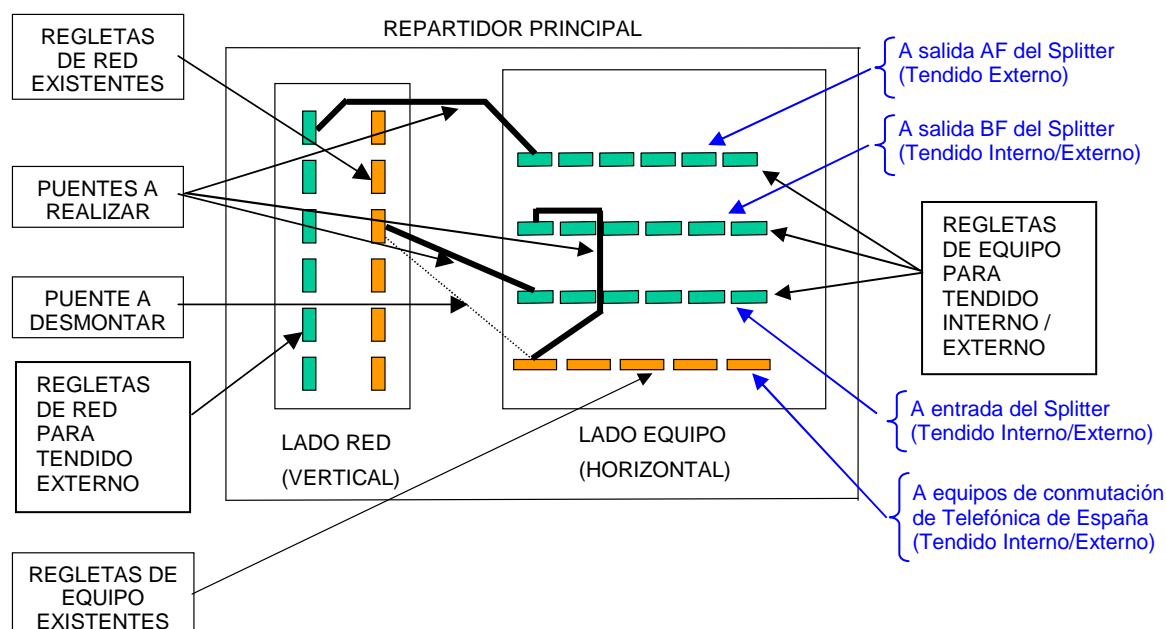 REPARTIDOR PRINCIPAL
REGLETAS
DE RED
EXISTENTES
PUENTES A
REALIZAR
PUENTE A
DESMONTAR
REGLETAS
DE RED
PARA
TENDIDO
EXTERNO
REGLETAS DE
EQUIPO
EXISTENTES
LADO RED
(VERTICAL)
LADO EQUIPO
(HORIZONTAL)
A salida AF del Splitter
(Tendido Externo)
A salida BF del Splitter
(Tendido Interno/Externo)
REGLETAS
DE EQUIPO
PARA
TENDIDO
INTERNO /
EXTERNO
A entrada del Splitter
(Tendido Interno/Externo)
A equipos de conmutación
de Telefónica de España
(Tendido Interno/Externo)